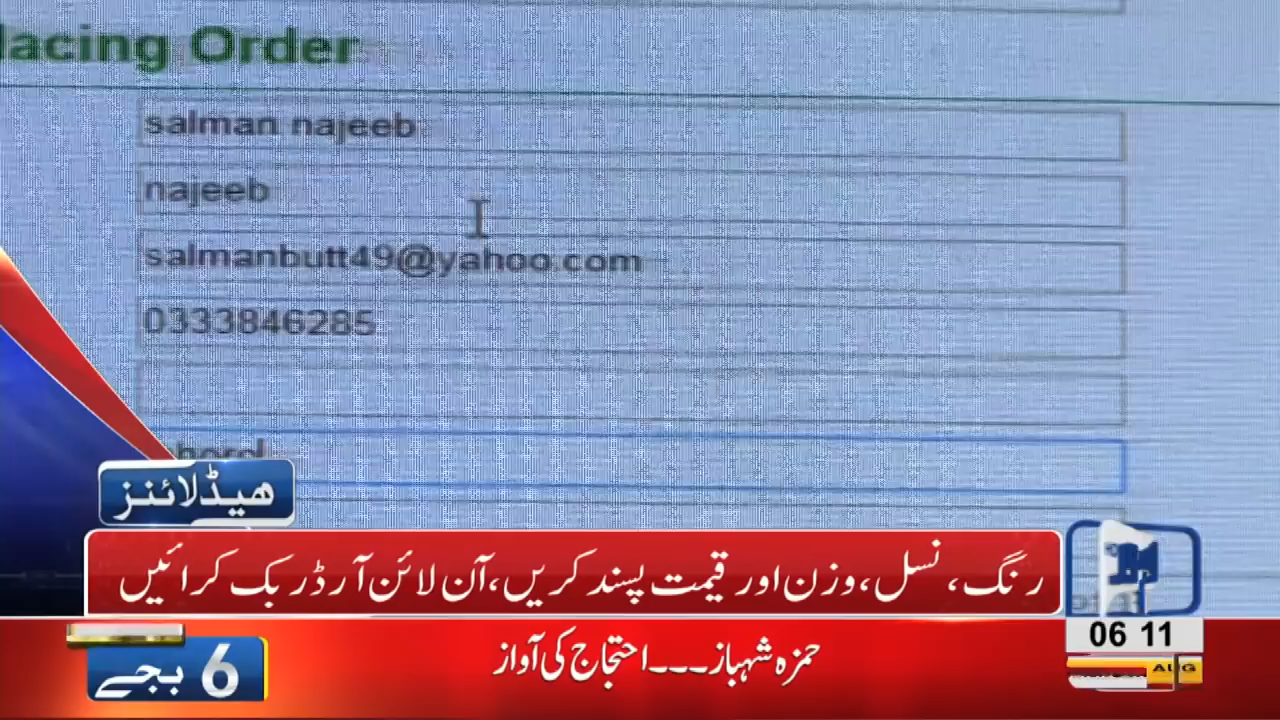 lacing Order
salman najeeb
najeeb
salmanbutt49@yahoo.com
0333846285
ھیڈلائنز
رنگ، نسل، وزن اور قیمت پسند کریں، آن لائن آرڈر بک کرائیں
06 11
AUG
6 بجے
حمزہ شہباز۔۔۔احتجاج کی آواز